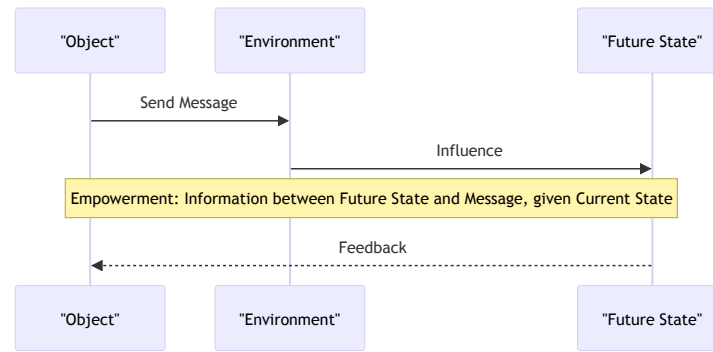 "Object" "Environment" "Future State"
Send Message
Influence
Empowerment: Information between Future State and Message, given Current State
Feedback
"Object" "Environment" "Future State"